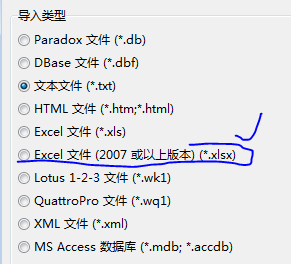 导入类型
Paradox 文件 (*.db)
DBase 文件 (*.dbf)
文本文件 (*.txt)
HTML 文件 (*.htm;*.html)
Excel 文件 (*.xls)
Excel 文件 (2007 或以上版本) (*.xlsx)
Lotus 1-2-3 文件 (*.wk1)
QuattroPro 文件 (*.wq1)
XML 文件 (*.xml)
MS Access 数据库 (*.mdb; *.accdb)